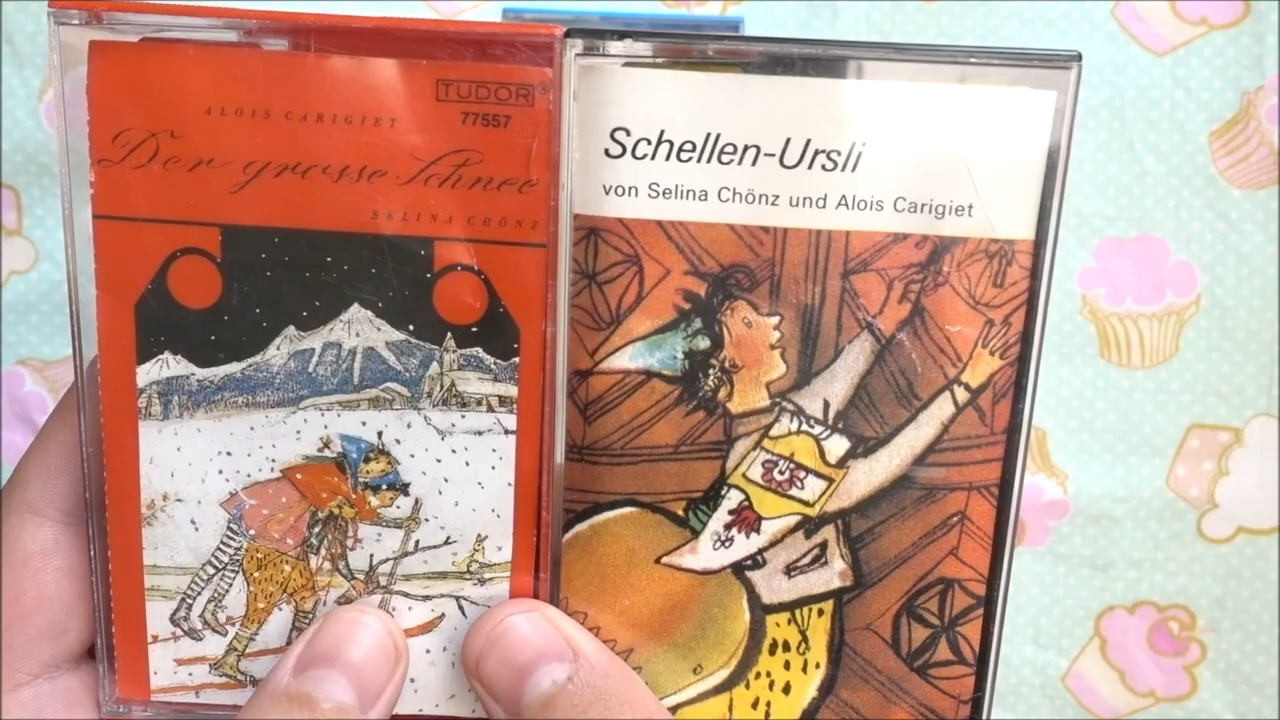 TUDOR®
77557
ALOIS CARIGIET
Der grosse Schnee
SELINA CHÖNZ
Schellen-Ursli
von Selina Chönz und Alois Carigiet